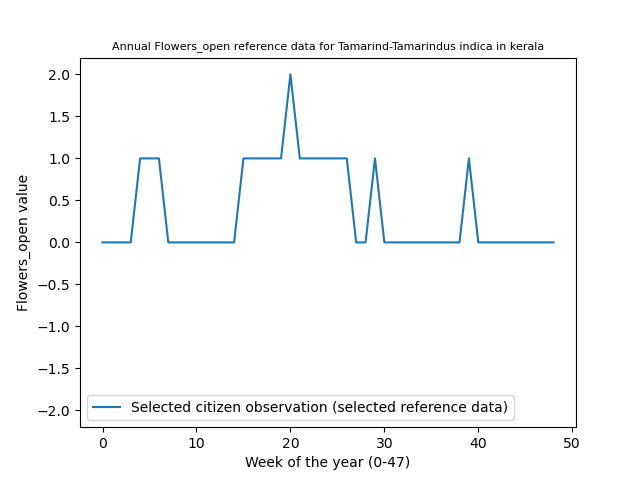 Annual Flowers_open reference data for Tamarind-Tamarindus indica in kerala
2.0
1.5
1.0
0.5
0.0
−0.5
−1.0
−1.5
−2.0
Flowers_open value
Selected citizen observation (selected reference data)
0 10 20 30 40 50
Week of the year (0-47)